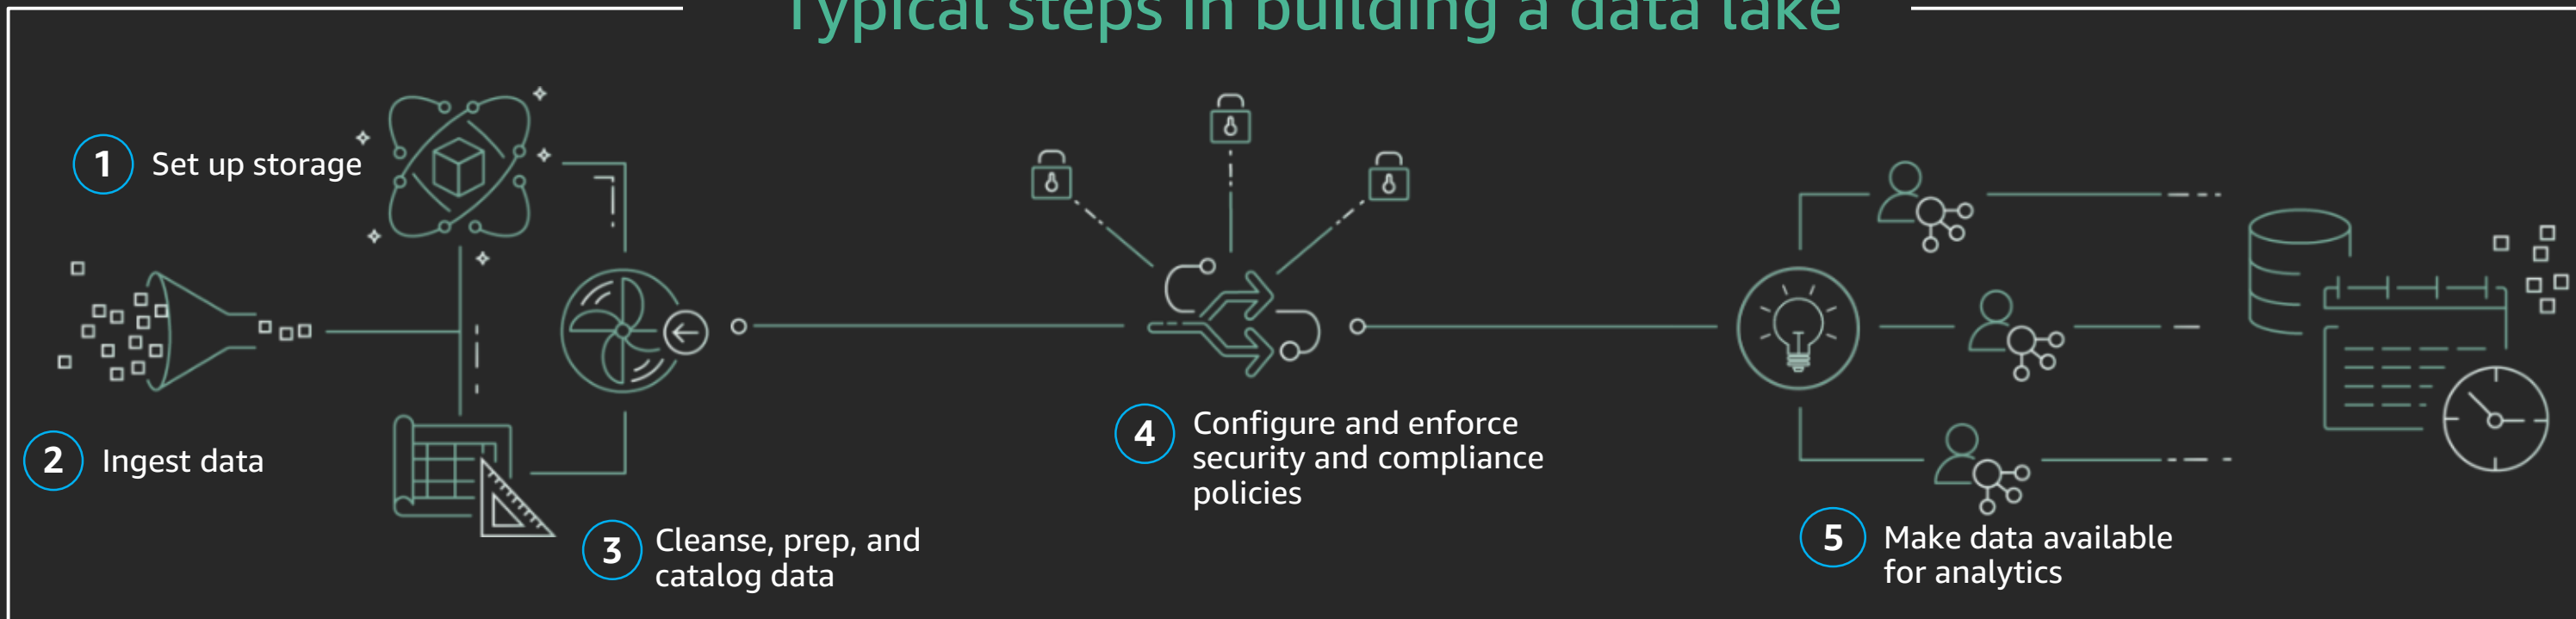 Typical steps in building a data lake
1 Set up storage
2 Ingest data
3 Cleanse, prep, and
catalog data
4 Configure and enforce
security and compliance
policies
5 Make data available
for analytics